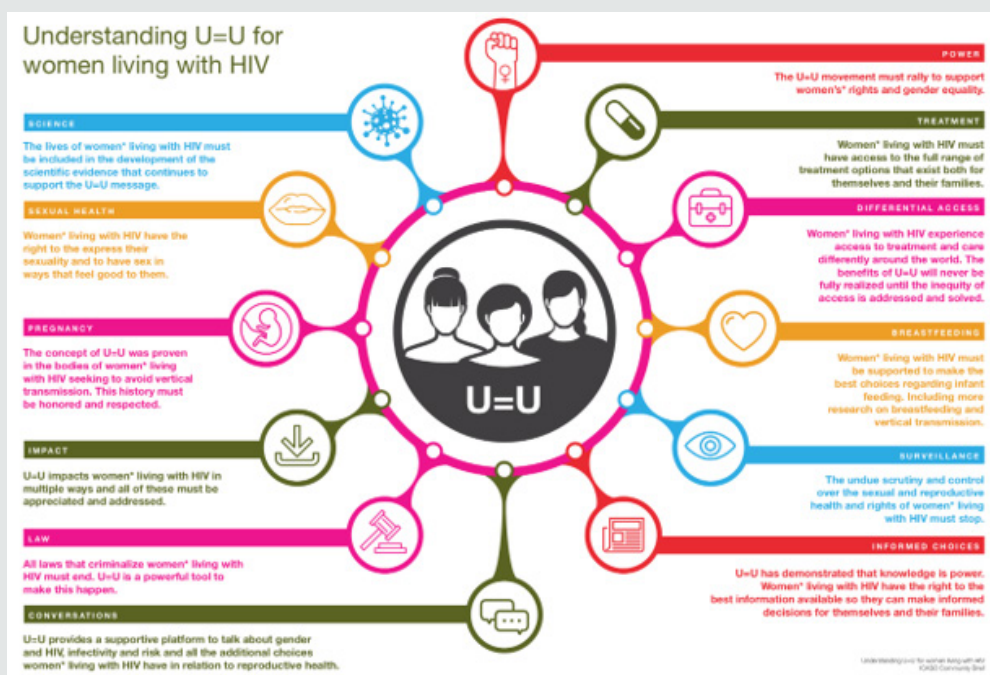 Understanding U=U for
women living with HIV
SCIENCE
The lives of women* living with HIV must
be included in the development of the
scientific evidence that continues to
support the U=U message.
SEXUAL HEALTH
Women* living with HIV have the
right to the express their
sexuality and to have sex in
ways that feel good to them.
PREGNANCY
The concept of U=U was proven
in the bodies of women* living
with HIV seeking to avoid vertical
transmission. This history must
be honored and respected.
IMPACT
U=U impacts women* living with HIV in
multiple ways and all of these must be
appreciated and addressed.
LAW
All laws that criminalize women* living with
HIV must end. U=U is a powerful tool to
make this happen.
CONVERSATIONS
U=U provides a supportive platform to talk about gender
and HIV, infectivity and risk and all the additional choices
women* living with HIV have in relation to reproductive health.
U=U
POWER
The U=U movement must rally to support
women's* rights and gender equality.
TREATMENT
Women* living with HIV must
have access to the full range of
treatment options that exist both for
themselves and their families.
DIFFERENTIAL ACCESS
Women* living with HIV experience
access to treatment and care
differently around the world. The
benefits of U=U will never be
fully realized until the inequity of
access is addressed and solved.
BREASTFEEDING
Women* living with HIV must
be supported to make the
best choices regarding infant
feeding. Including more
research on breastfeeding and
vertical transmission.
SURVEILLANCE
The undue scrutiny and control
over the sexual and reproductive
health and rights of women* living
with HIV must stop.
INFORMED CHOICES
U=U has demonstrated that knowledge is power.
Women* living with HIV have the right to the
best information available so they can make informed
decisions for themselves and their families.
Understanding U=U for women living with HIV
ICASO Community Brief